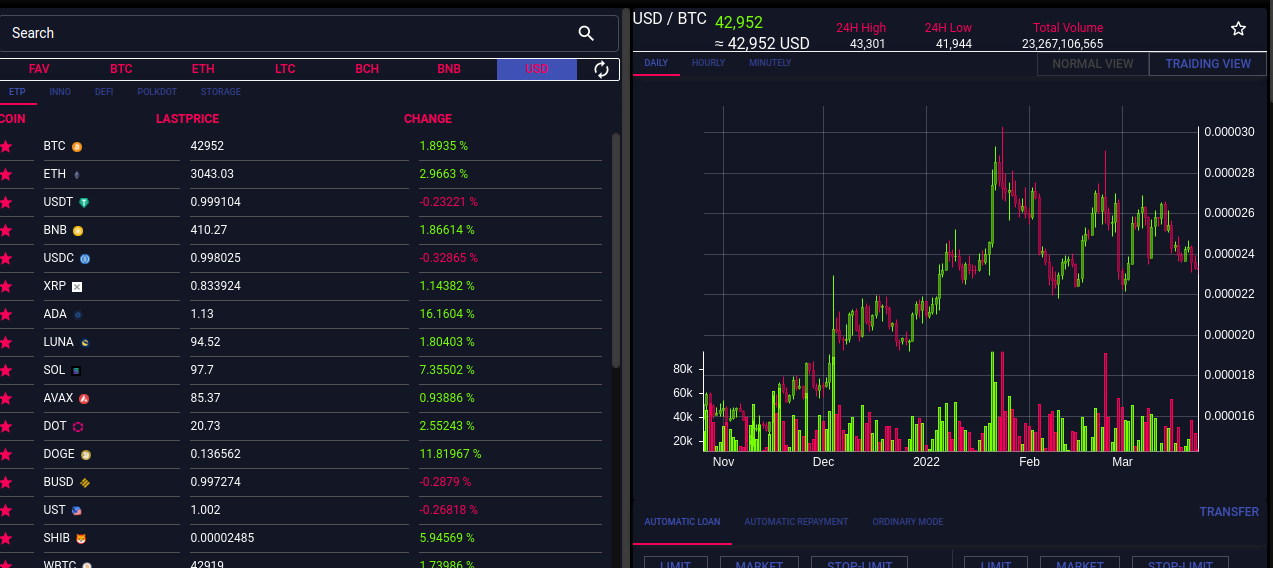 Search
FAV BTC ETH LTC BCH BNB USD
ETP INNO DEFI POLKDOT STORAGE
COIN LASTPRICE CHANGE
BTC 42952 1.8935 %
ETH 3043.03 2.9663 %
USDT 0.999104 -0.23221 %
BNB 410.27 1.86614 %
USDC 0.998025 -0.32865 %
XRP 0.833924 1.14382 %
ADA 1.13 16.1604 %
LUNA 94.52 1.80403 %
SOL 97.7 7.35502 %
AVAX 85.37 0.93886 %
DOT 20.73 2.55243 %
DOGE 0.136562 11.81967 %
BUSD 0.997274 -0.2879 %
UST 1.002 -0.26818 %
SHIB 0.00002485 5.94569 %
WBTC 42919 1.73986 %
USD / BTC 42,952
≈ 42,952 USD
24H High 24H Low Total Volume
43,301 41,944 23,267,106,565
DAILY HOURLY MINUTELY NORMAL VIEW TRAIDING VIEW
0.000030
0.000028
0.000026
0.000024
0.000022
0.000020
80k 0.000018
60k
40k 0.000016
20k
Nov Dec 2022 Feb Mar
TRANSFER
AUTOMATIC LOAN AUTOMATIC REPAYMENT ORDINARY MODE
LIMIT MARKET STOP-LIMIT LIMIT MARKET STOP-LIMIT